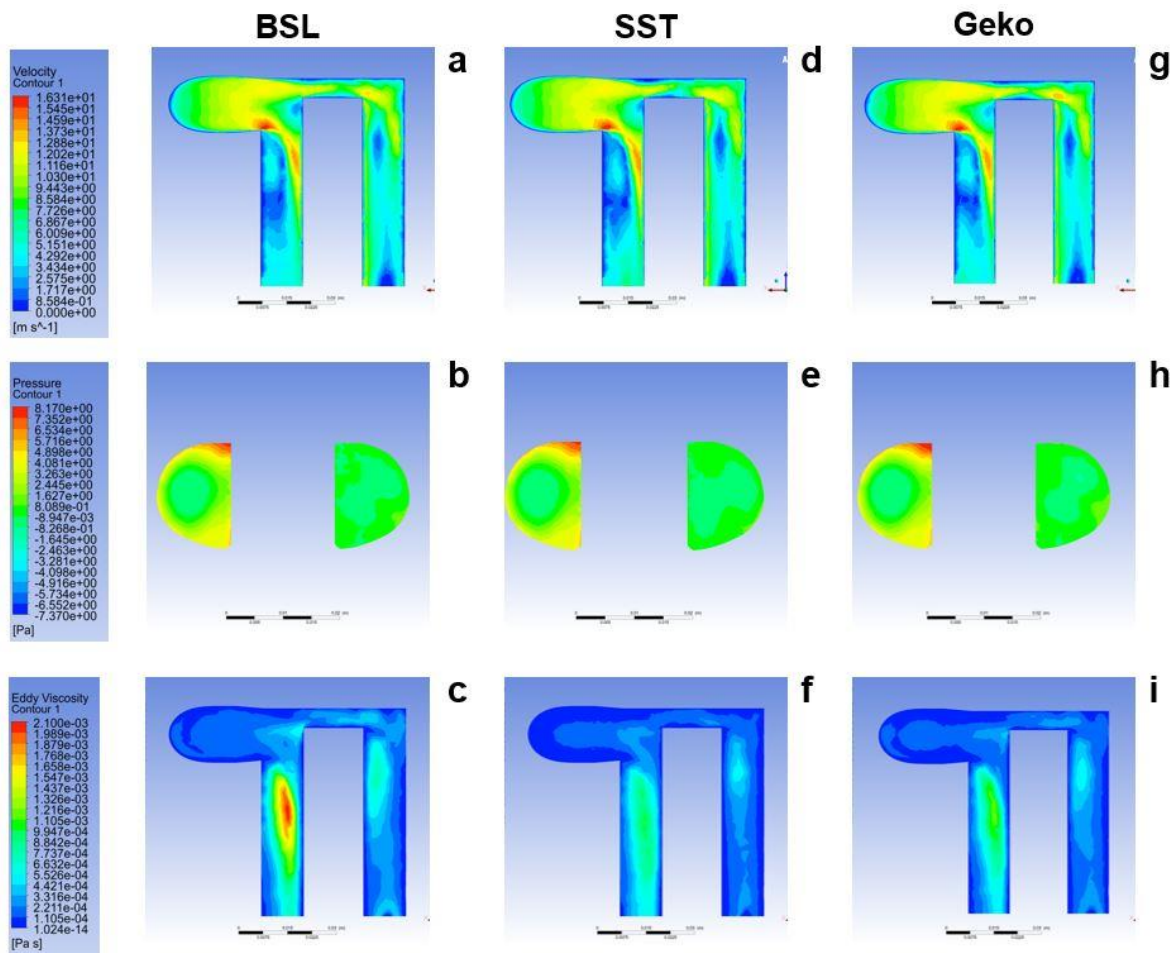 BSL
SST
Geko
a
d
g
Velocity
Contour 1
1.631e+01
1.545e+01
1.459e+01
1.373e+01
1.288e+01
1.202e+01
1.116e+01
1.030e+01
9.443e+00
8.584e+00
7.726e+00
6.867e+00
6.009e+00
5.151e+00
4.292e+00
3.434e+00
2.575e+00
1.717e+00
8.584e-01
0.000e+00
[m s^-1]
b
e
h
Pressure
Contour 1
8.170e+00
7.352e+00
6.534e+00
5.716e+00
4.898e+00
4.081e+00
3.263e+00
2.445e+00
1.627e+00
8.089e-01
-8.947e-03
-8.268e-01
-1.645e+00
-2.463e+00
-3.281e+00
-4.098e+00
-4.916e+00
-5.734e+00
-6.552e+00
-7.370e+00
[Pa]
c
f
i
Eddy Viscosity
Contour 1
2.100e-03
1.989e-03
1.879e-03
1.768e-03
1.658e-03
1.547e-03
1.437e-03
1.326e-03
1.216e-03
1.105e-03
9.947e-04
8.842e-04
7.737e-04
6.632e-04
5.526e-04
4.421e-04
3.316e-04
2.211e-04
1.105e-04
1.024e-14
[Pa s]